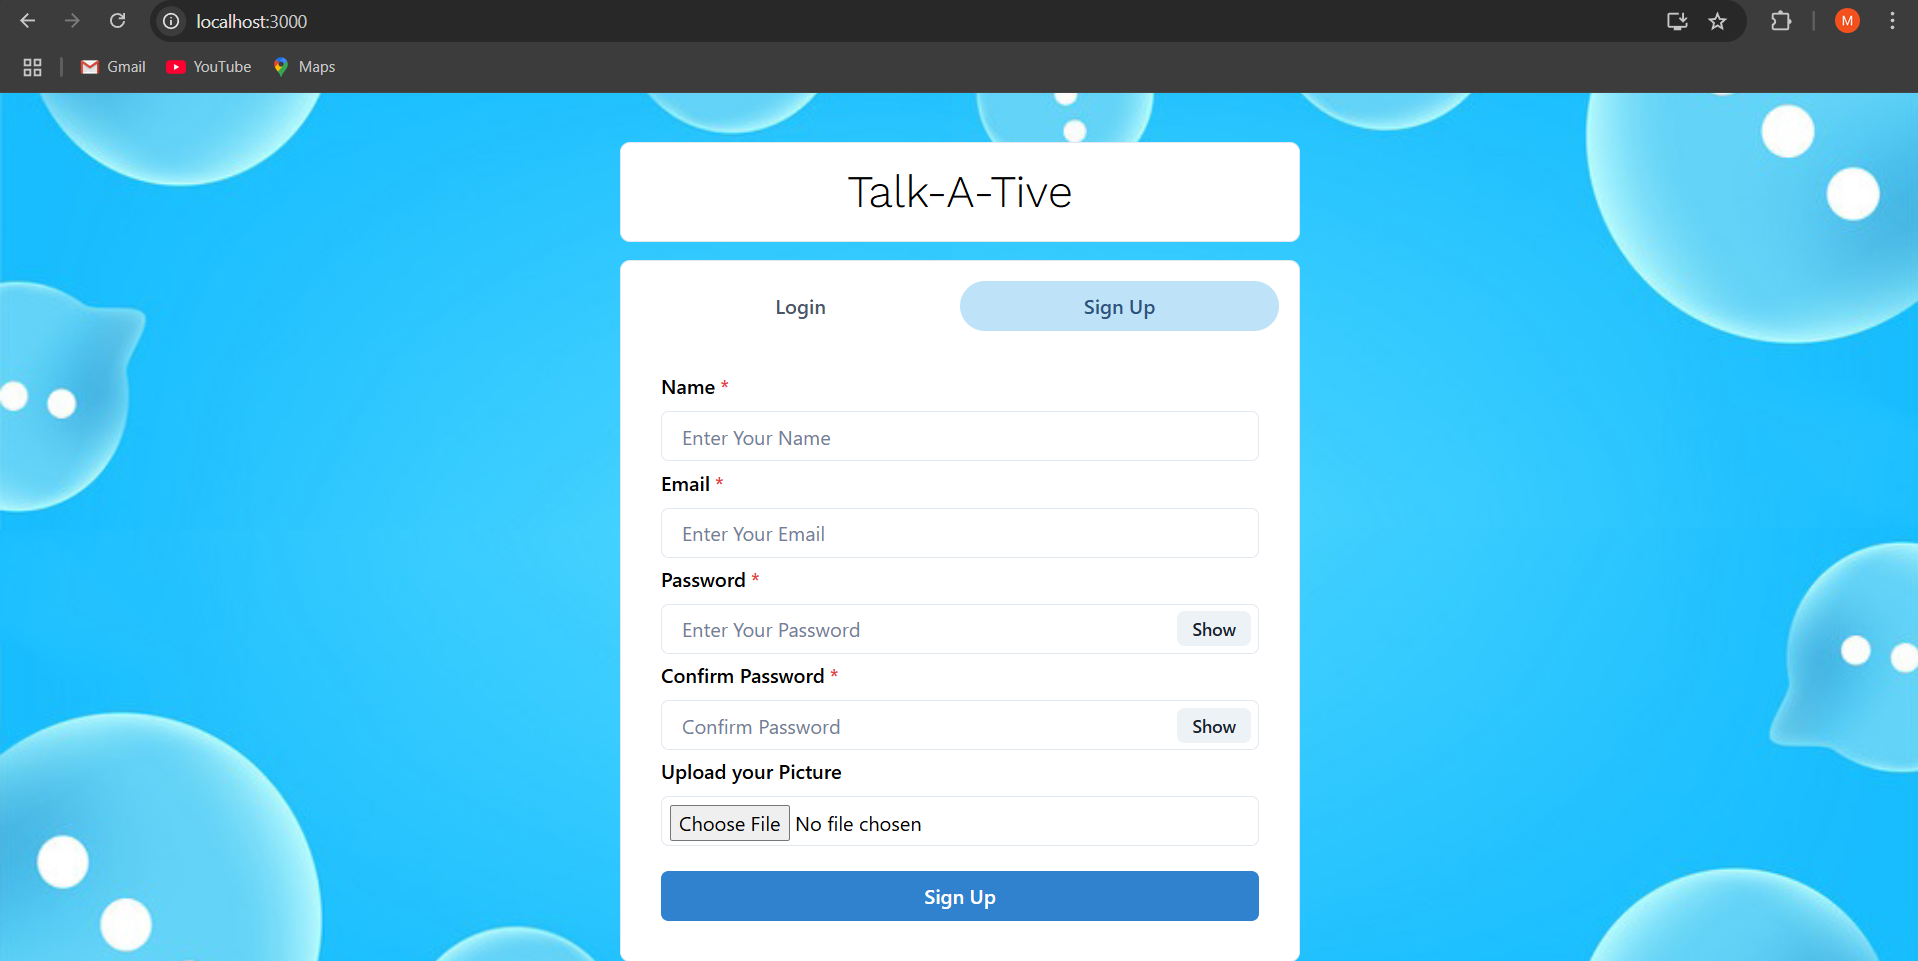 localhost:3000
M
Gmail YouTube Maps
Talk-A-Tive
Login Sign Up
Name *
Enter Your Name
Email *
Enter Your Email
Password *
Enter Your Password Show
Confirm Password *
Confirm Password Show
Upload your Picture
Choose File No file chosen
Sign Up